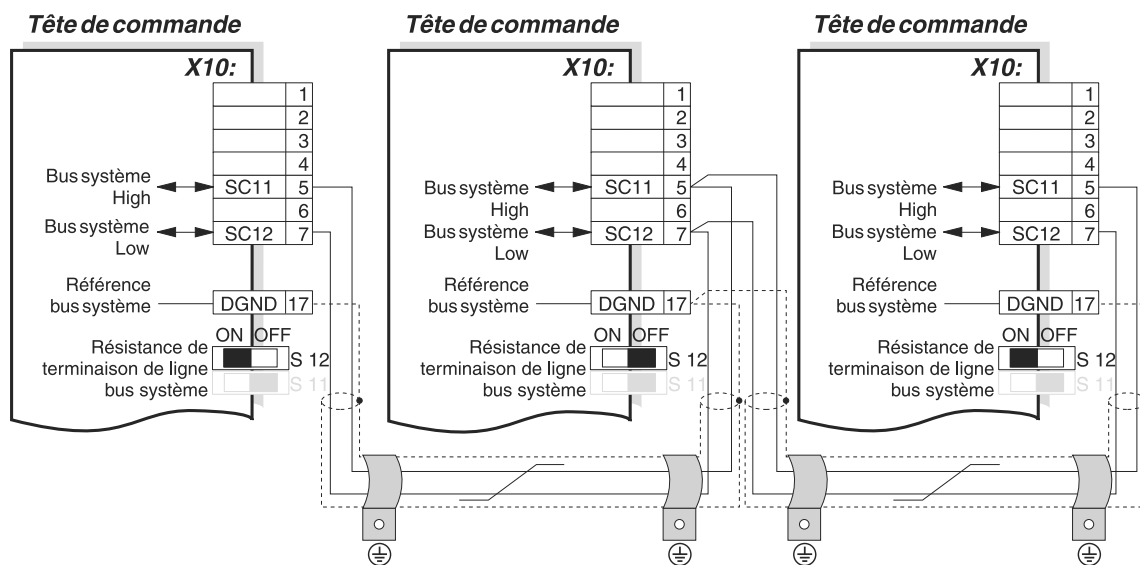 Tête de commande
X10:
1
2
3
4
Bus système High
SC11 5
6
Bus système Low
SC12 7
Référence bus système
DGND 17
ON OFF
Résistance de terminaison de ligne bus système
S 12
S 11
Tête de commande
X10:
1
2
3
4
Bus système High
SC11 5
6
Bus système Low
SC12 7
Référence bus système
DGND 17
ON OFF
Résistance de terminaison de ligne bus système
S 12
S 11
Tête de commande
X10:
1
2
3
4
Bus système High
SC11 5
6
Bus système Low
SC12 7
Référence bus système
DGND 17
ON OFF
Résistance de terminaison de ligne bus système
S 12
S 11